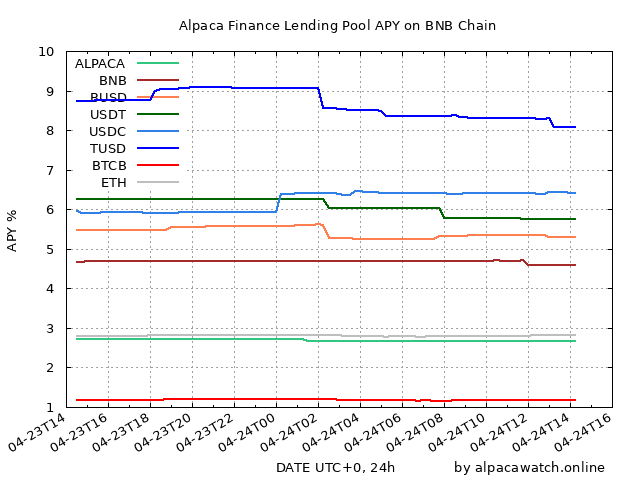 Alpaca Finance Lending Pool APY on BNB Chain
10
9
8
7
6
5
4
3
2
1
APY %
ALPACA
BNB
BUSD
USDT
USDC
TUSD
BTCB
ETH
04-23T14
04-23T16
04-23T18
04-23T20
04-23T22
04-24T00
04-24T02
04-24T04
04-24T06
04-24T08
04-24T10
04-24T12
04-24T14
04-24T16
DATE UTC+0, 24h
by alpacawatch.online